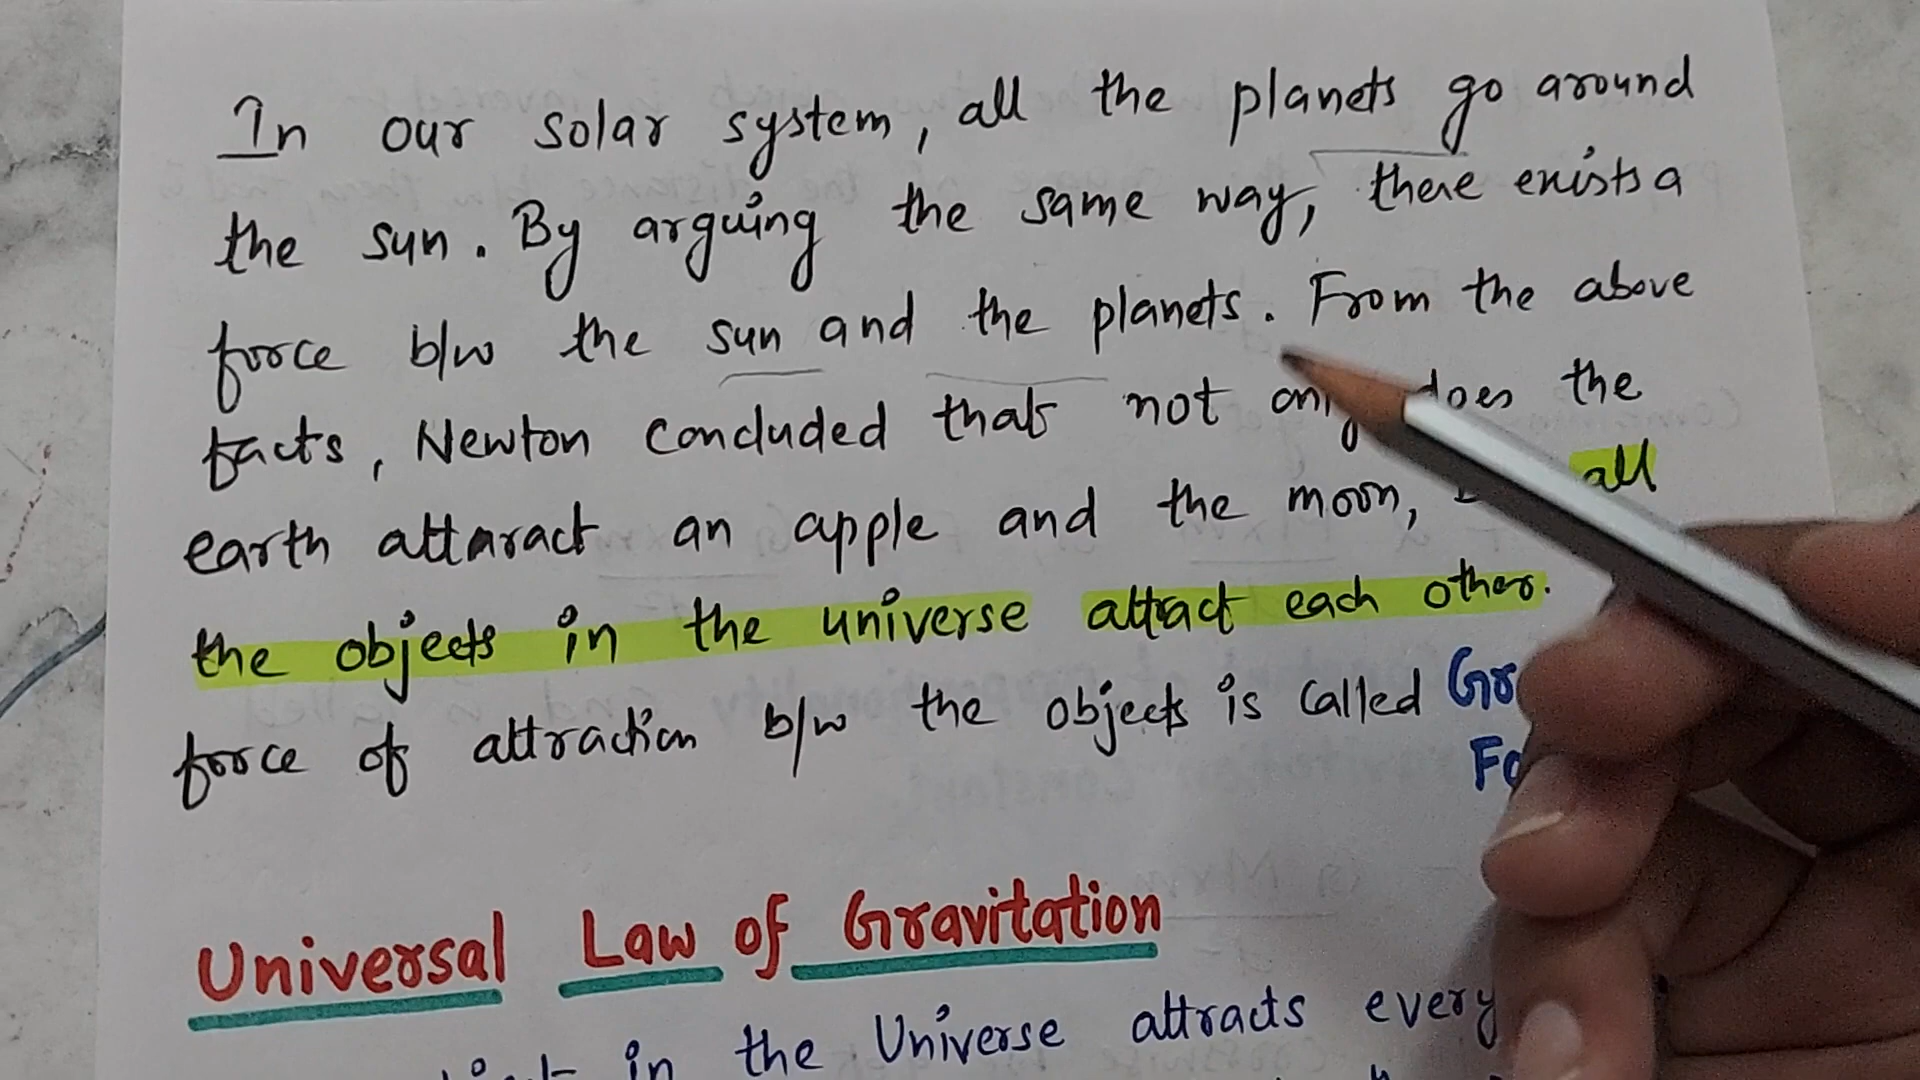 In our solar system, all the planets go around
the sun. By arguing the same way, there exists a
force b/w the sun and the planets. From the above
facts, Newton concluded that not does the
earth attaract an apple and the moon, all
the objects in the universe attract each other.
force of attraction b/w the objects is called
Universal Law of Gravitation
in the Universe attracts every